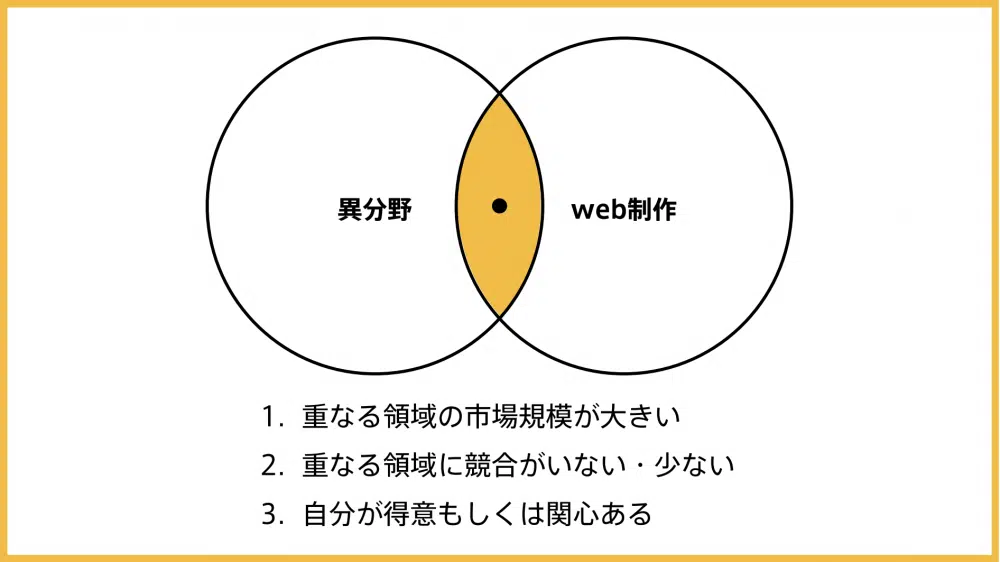 異分野
web制作
1. 重なる領域の市場規模が大きい
2. 重なる領域に競合がいない・少ない
3. 自分が得意もしくは関心ある